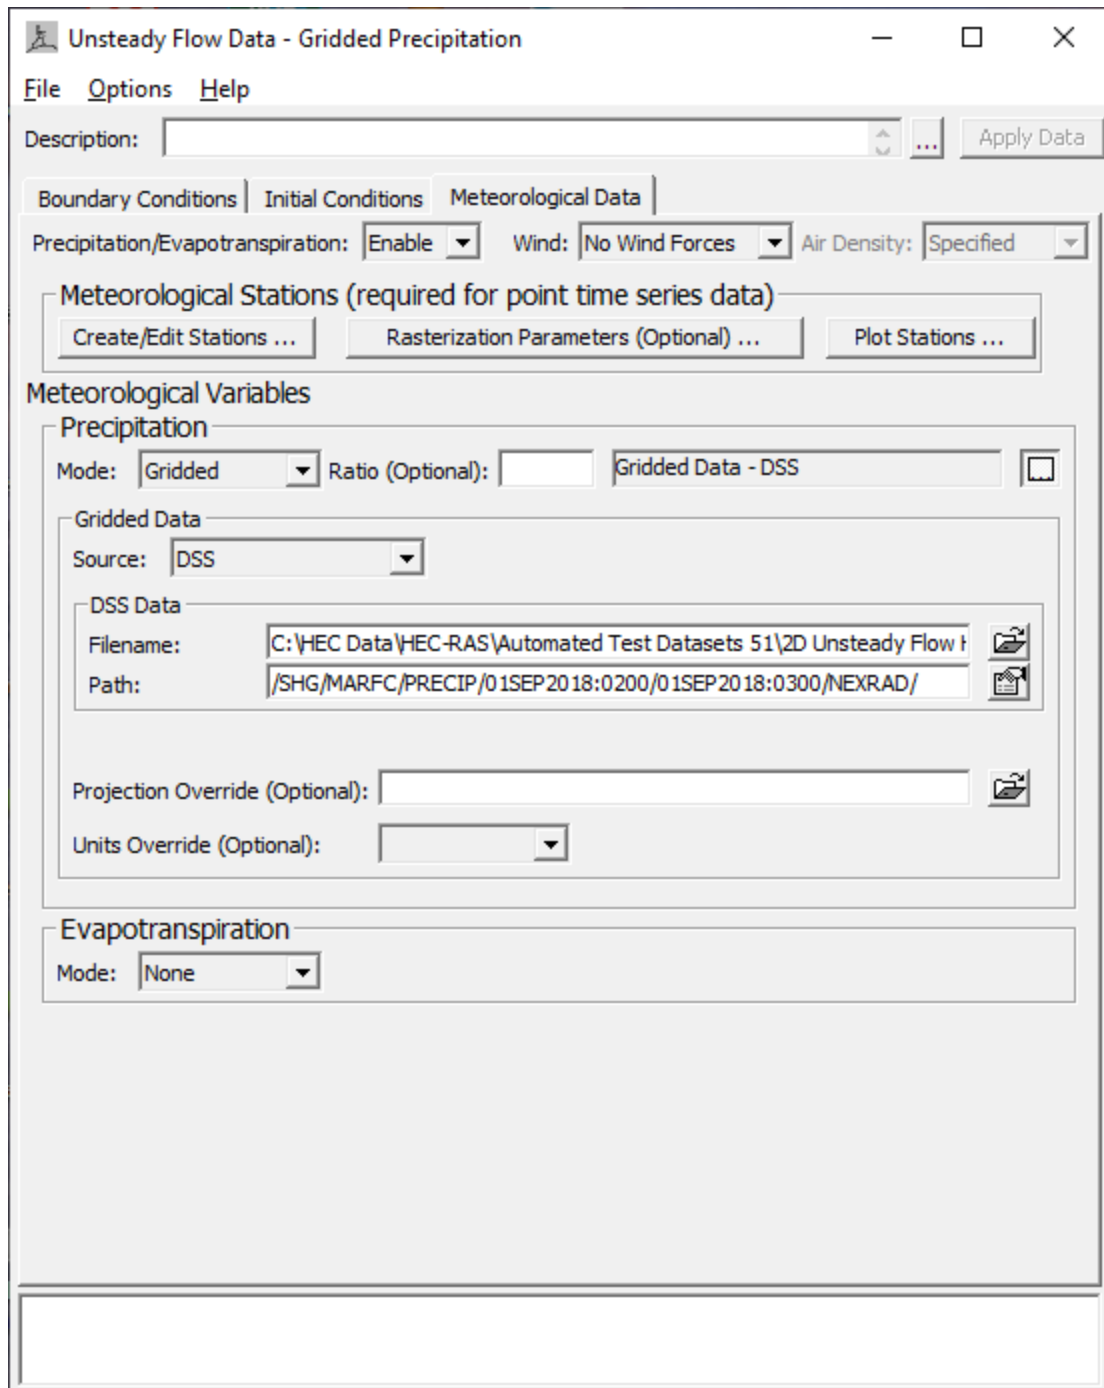 Unsteady Flow Data - Gridded Precipitation
File Options Help
Description: ... Apply Data
Boundary Conditions Initial Conditions Meteorological Data
Precipitation/Evapotranspiration: Enable Wind: No Wind Forces Air Density: Specified
Meteorological Stations (required for point time series data)
Create/Edit Stations ... Rasterization Parameters (Optional) ... Plot Stations ...
Meteorological Variables
Precipitation
Mode: Gridded Ratio (Optional): Gridded Data - DSS
Gridded Data
Source: DSS
DSS Data
Filename: C:\HEC Data\HEC-RAS\Automated Test Datasets 51\2D Unsteady Flow
Path: /SHG/MARFC/PRECIP/01SEP2018:0200/01SEP2018:0300/NEXRAD/
Projection Override (Optional):
Units Override (Optional):
Evapotranspiration
Mode: None